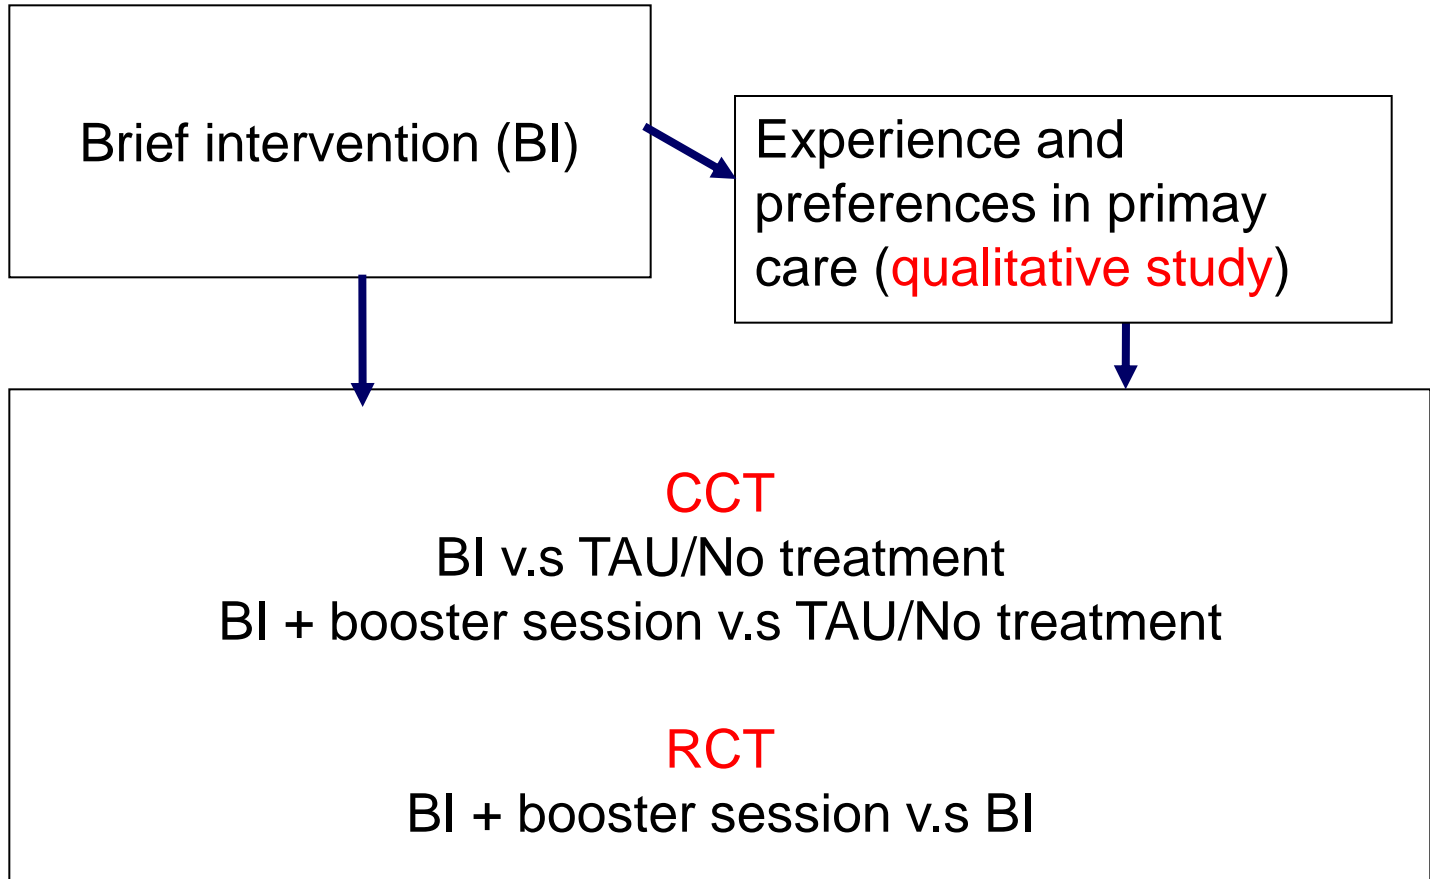 Brief intervention (BI)
Experience and
preferences in primay
care (qualitative study)
CCT
BI v.s TAU/No treatment
BI + booster session v.s TAU/No treatment
RCT
BI + booster session v.s BI